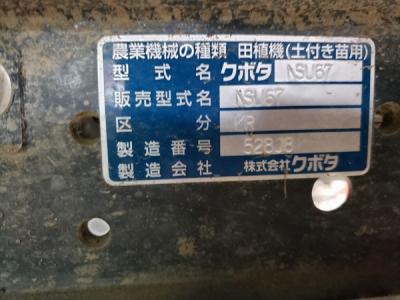 農業機械の種類 田植機(土付き苗用)
型式名 クボタ NSU67
販売型式名 NSU67
区分
製造番号
製造会社 株式会社クボタ